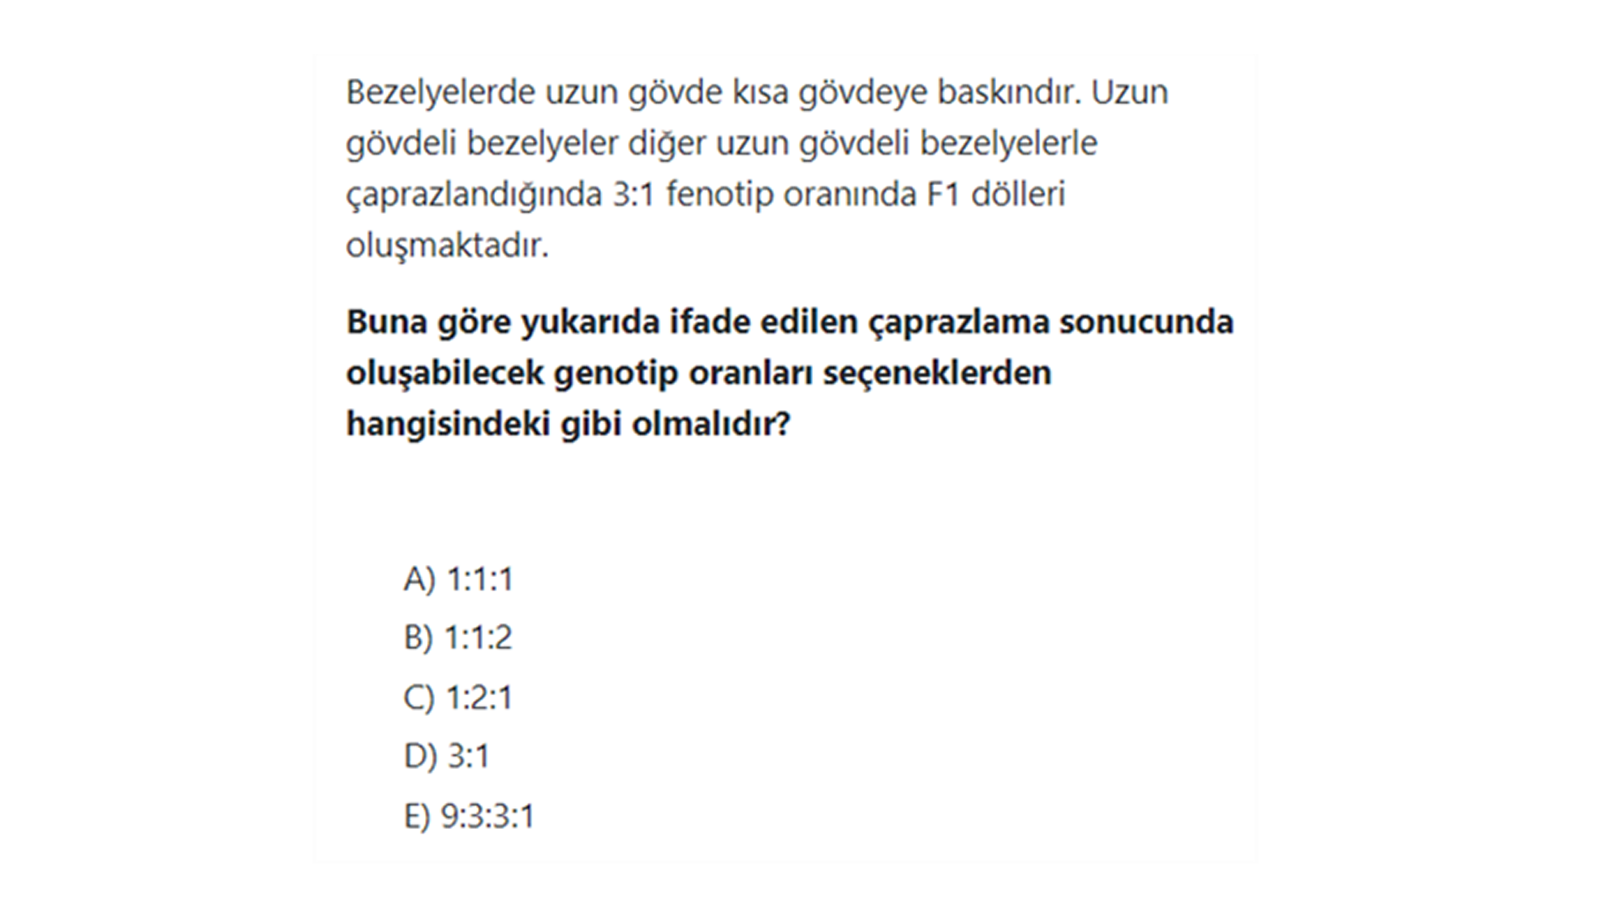 Bezelyelerde uzun gövde kısa gövdeye baskındır. Uzun
gövdeli bezelyeler diğer uzun gövdeli bezelyelerle
çaprazlandığında 3:1 fenotip oranında F1 dölleri
oluşmaktadır.
Buna göre yukarıda ifade edilen çaprazlama sonucunda
oluşabilecek genotip oranları seçeneklerden
hangisindeki gibi olmalıdır?
A) 1:1:1
B) 1:1:2
C) 1:2:1
D) 3:1
E) 9:3:3:1